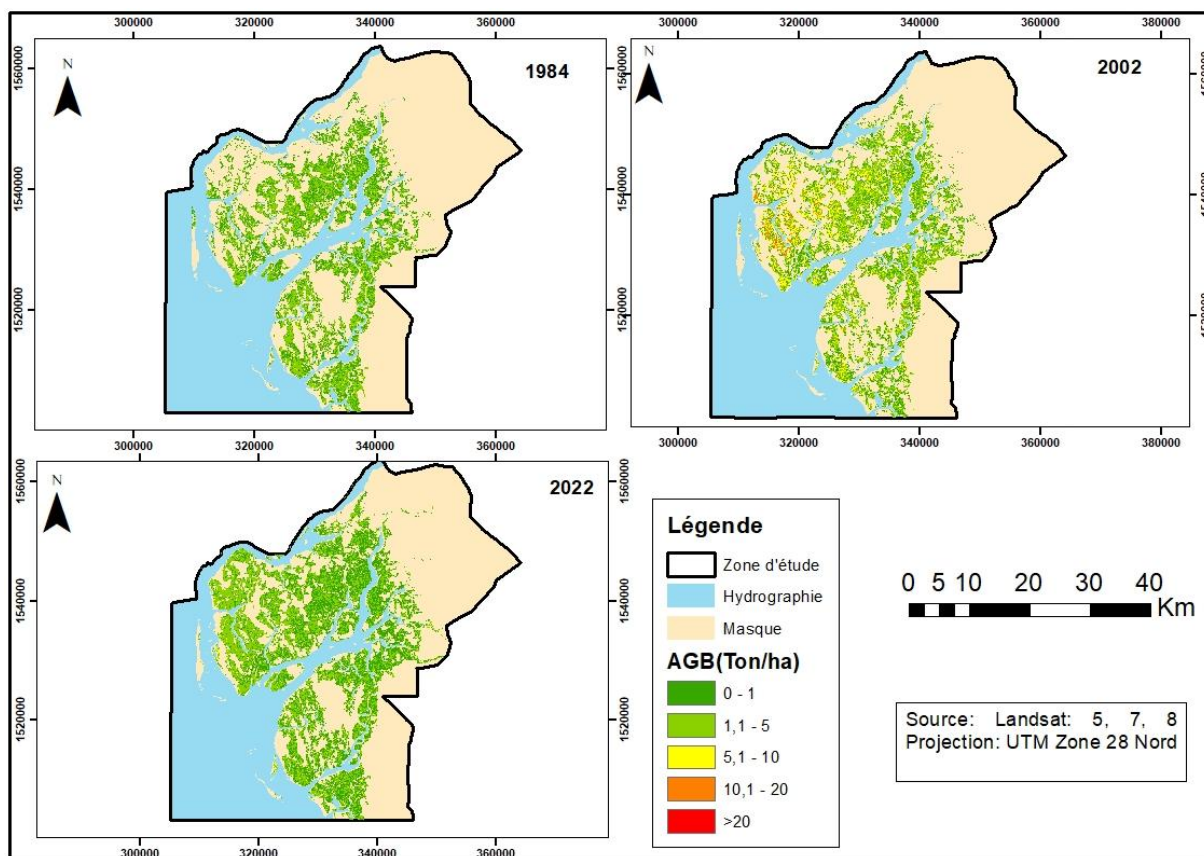 300000 320000 340000 360000
300000 320000 340000 360000 380000
N
1984
1560000
1540000
1520000
1560000
1540000
1520000
300000 320000 340000 360000
N
2002
300000 320000 340000 360000 380000
N
2022
1560000
1540000
1520000
300000 320000 340000 360000
Légende
Zone d'étude
Hydrographie
Masque
AGB(Ton/ha)
0 - 1
1,1 - 5
5,1 - 10
10,1 - 20
>20
0 5 10 20 30 40
Km
Source: Landsat: 5, 7, 8
Projection: UTM Zone 28 Nord